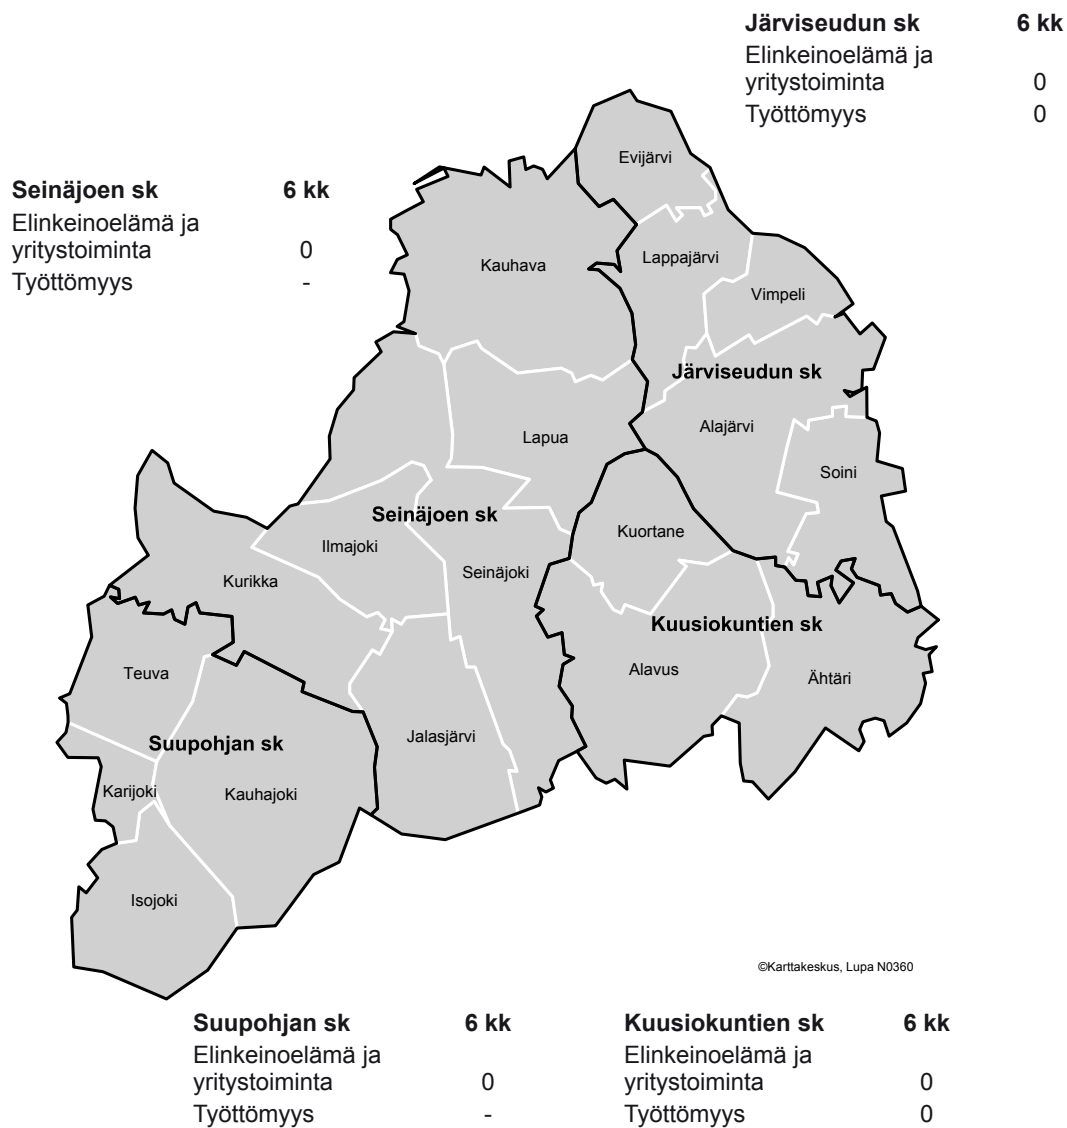 Järviseudun sk 6 kk
Elinkeinoelämä ja
yritystoiminta 0
Työttömyys 0
Seinäjoen sk 6 kk
Elinkeinoelämä ja
yritystoiminta 0
Työttömyys -
Evijärvi
Lappajärvi
Kauhava
Vimpeli
Järviseudun sk
Alajärvi
Lapua
Soini
Seinäjoen sk
Kuortane
Ilmajoki
Seinäjoki
Kurikka
Kuusiokuntien sk
Alavus
Teuva
Ähtäri
Jalasjärvi
Suupohjan sk
Karijoki
Kauhajoki
Isojoki
©Karttakeskus, Lupa N0360
Suupohjan sk 6 kk
Elinkeinoelämä ja
yritystoiminta 0
Työttömyys -
Kuusiokuntien sk 6 kk
Elinkeinoelämä ja
yritystoiminta 0
Työttömyys 0